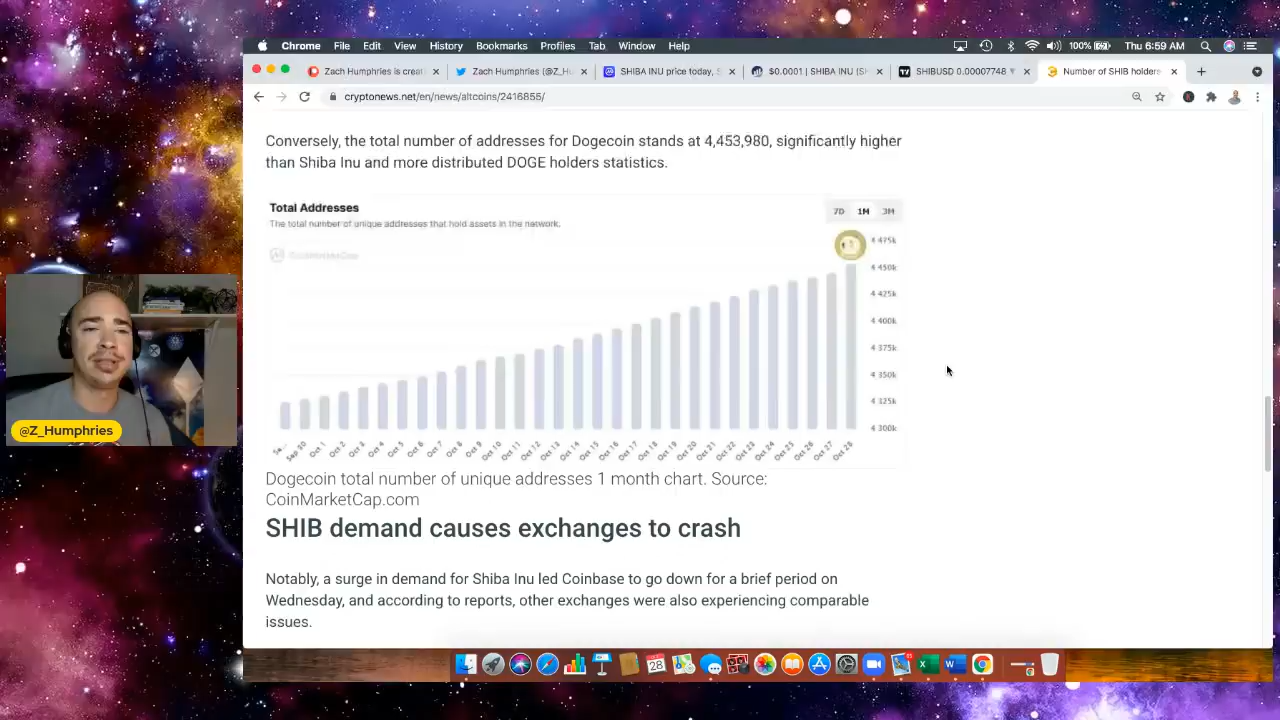 Chrome File Edit View History Bookmarks Profiles Tab Window Help 100% Thu 6:59 AM
Zach Humphries is creati
Zach Humphries (@Z_Hu
SHIBA INU price today, S
$0.0001 | SHIBA INU (SH
SHIBUSD 0.00007748 ▼
Number of SHIB holders
cryptonews.net/en/news/altcoins/2416855/
Conversely, the total number of addresses for Dogecoin stands at 4,453,980, significantly higher
than Shiba Inu and more distributed DOGE holders statistics.
Total Addresses
7D 1M 3M
The total number of unique addresses that hold assets in the network.
CoinMarketCap
4 475k
4 450k
4 425k
4 400k
4 375k
4 350k
4 325k
4 300k
Se... Sep 30 Oct 1 Oct 2 Oct 3 Oct 4 Oct 5 Oct 6 Oct 7 Oct 8 Oct 9 Oct 10 Oct 11 Oct 12 Oct 14 Oct 15 Oct 16 Oct 17 Oct 18 Oct 19 Oct 20 Oct 21 Oct 22 Oct 23 Oct 24 Oct 25 Oct 26 Oct 27 Oct 28
@Z_Humphries
Dogecoin total number of unique addresses 1 month chart. Source:
CoinMarketCap.com
SHIB demand causes exchanges to crash
Notably, a surge in demand for Shiba Inu led Coinbase to go down for a brief period on
Wednesday, and according to reports, other exchanges were also experiencing comparable
issues.
28